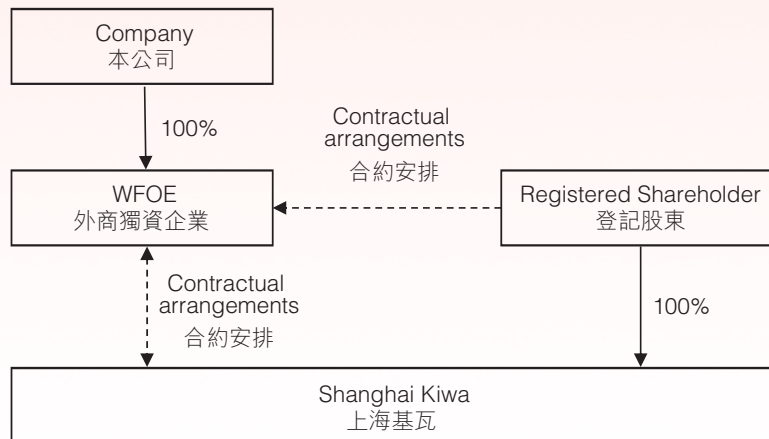 Company
本公司
100%
Contractual
arrangements
合約安排
WFOE
外商獨資企業
Registered Shareholder
登記股東
Contractual
arrangements
合約安排
100%
Shanghai Kiwa
上海基瓦